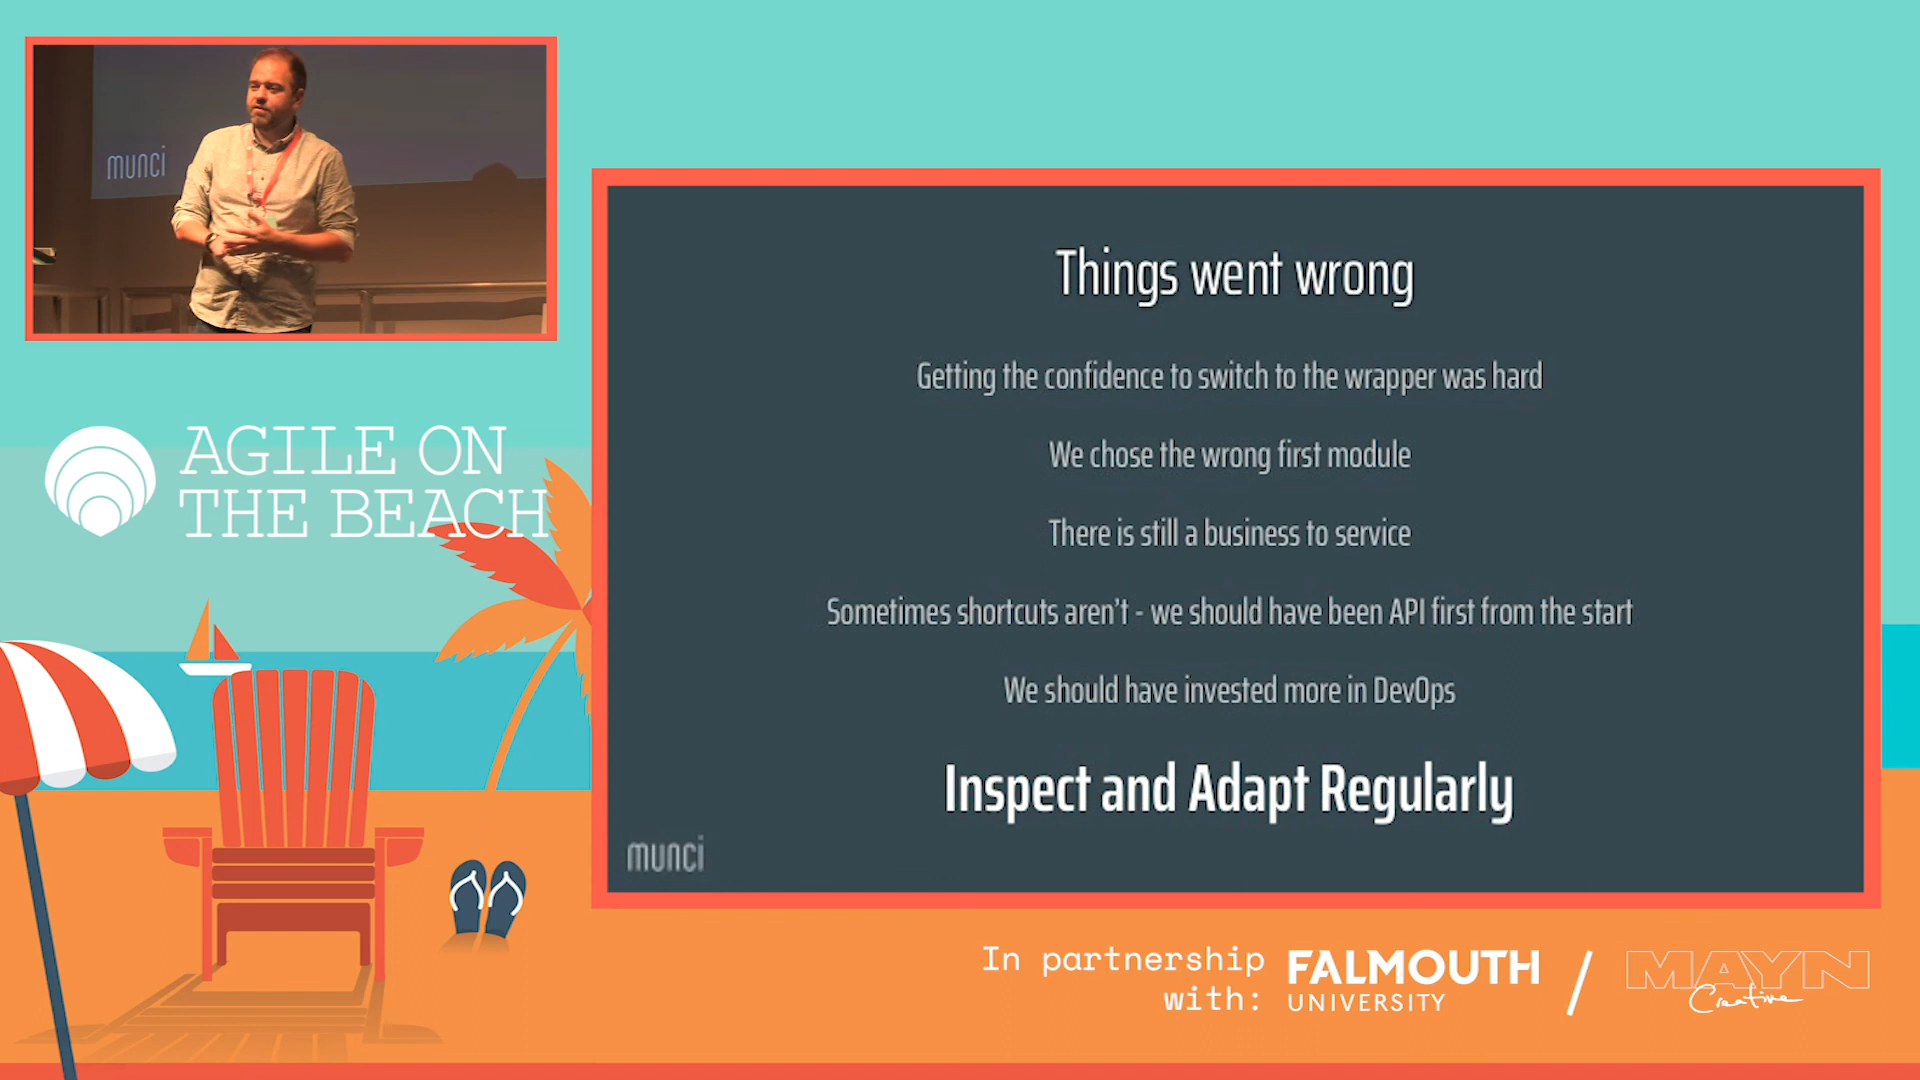 munci
AGILE ON
THE BEACH
Things went wrong
Getting the confidence to switch to the wrapper was hard
We chose the wrong first module
There is still a business to service
Sometimes shortcuts aren't - we should have been API first from the start
We should have invested more in DevOps
Inspect and Adapt Regularly
munci
In partnership
with:
FALMOUTH
UNIVERSITY
/
MAYN
Creative